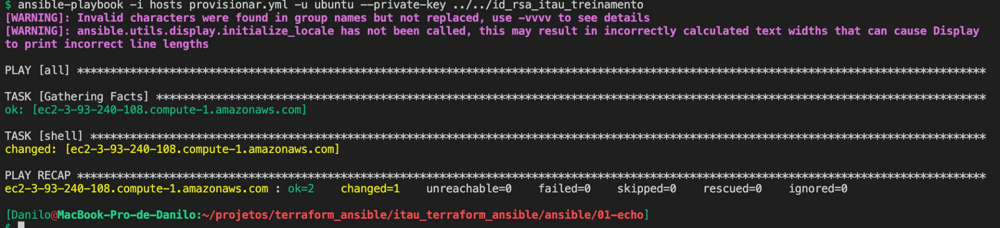 $ ansible-playbook -i hosts provisionar.yml -u ubuntu --private-key ../../id_rsa_itau_treinamento
[WARNING]: Invalid characters were found in group names but not replaced, use -vvvv to see details
[WARNING]: ansible.utils.display.initialize_locale has not been called, this may result in incorrectly calculated text widths that can cause Display
to print incorrect line lengths
PLAY [all] ******************************************************************************************************************************************
TASK [Gathering Facts] ******************************************************************************************************************************
ok: [ec2-3-93-240-108.compute-1.amazonaws.com]
TASK [shell] ****************************************************************************************************************************************
changed: [ec2-3-93-240-108.compute-1.amazonaws.com]
PLAY RECAP ******************************************************************************************************************************************
ec2-3-93-240-108.compute-1.amazonaws.com : ok=2    changed=1    unreachable=0    failed=0    skipped=0    rescued=0    ignored=0
[Danilo@MacBook-Pro-de-Danilo:~/projetos/terraform_ansible/itau_terraform_ansible/ansible/01-echo]
$